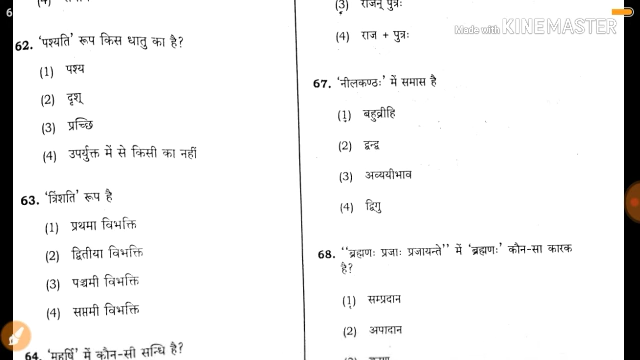 6
62. 'पश्यति' रूप किस धातु का है?
(1) पश्य
(2) दृश्
(3) प्रच्छि
(4) उपर्युक्त में से किसी का नहीं
63. 'त्रिंशति' रूप है
(1) प्रथमा विभक्ति
(2) द्वितीया विभक्ति
(3) पञ्चमी विभक्ति
(4) सप्तमी विभक्ति
64. 'महर्षि' में कौन-सी सन्धि है?
(3) राजन् पुत्रः
(4) राज + पुत्रः
Made with KINEMASTER
67. 'नीलकण्ठः' में समास है
(1) बहुव्रीहि
(2) द्वन्द्व
(3) अव्ययीभाव
(4) द्विगु
68. "ब्रह्मणः प्रजाः प्रजायन्ते" में 'ब्रह्मणः' कौन-सा कारक
है?
(1) सम्प्रदान
(2) अपादान